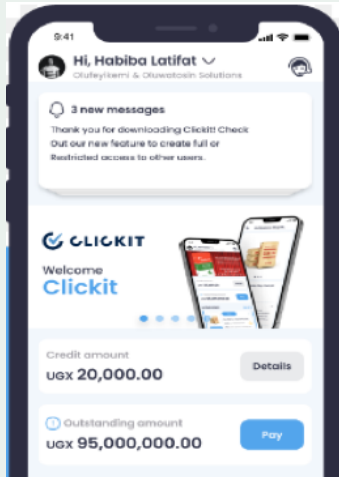 9:41
Hi, Habiba Latifat
Olufeyikemi & Oluwatosin Solutions
3 new messages
Thank you for downloading Clickit! Check
Out our new feature to create full or
Restricted access to other users.
CLICKIT
Welcome
Clickit
Credit amount
UGX 20,000.00
Details
Outstanding amount
UGX 95,000,000.00
Pay